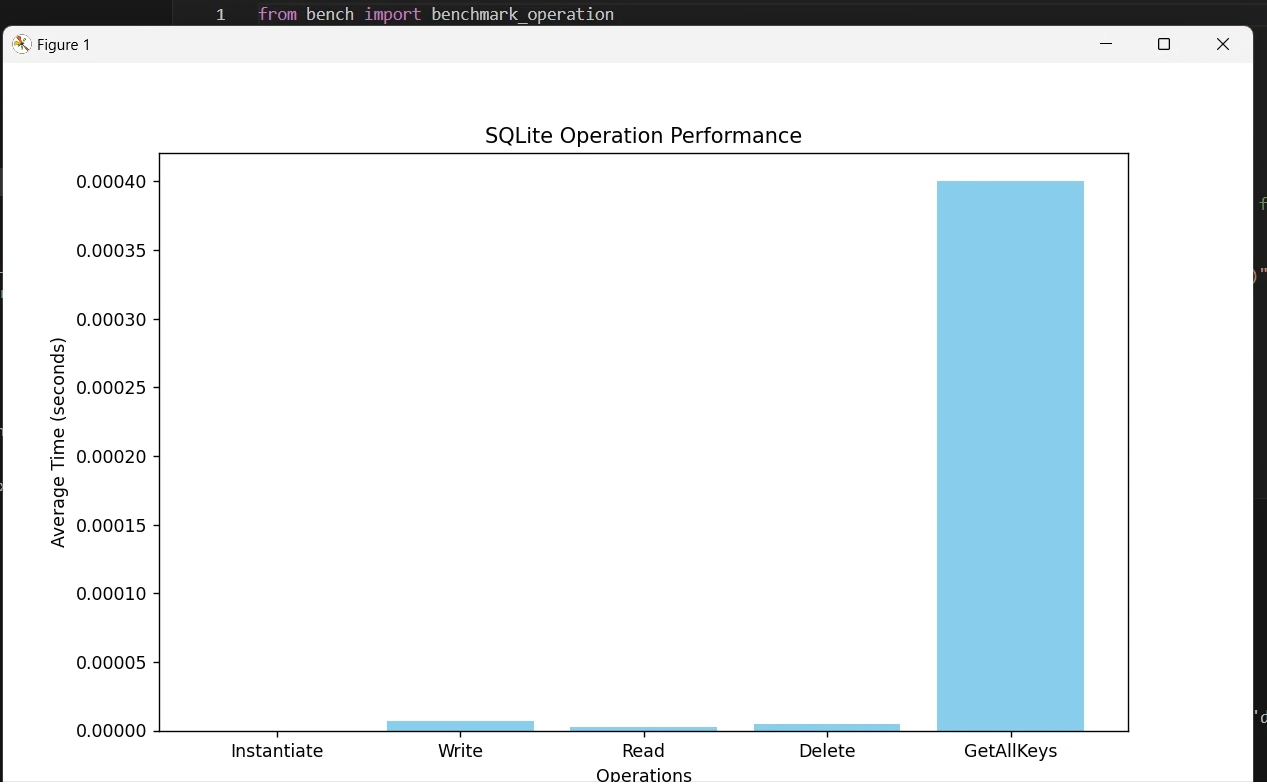 1 from bench import benchmark_operation
Figure 1
SQLite Operation Performance
0.00040
0.00035
0.00030
0.00025
0.00020
0.00015
0.00010
0.00005
0.00000
Average Time (seconds)
Instantiate Write Read Delete GetAllKeys
Operations